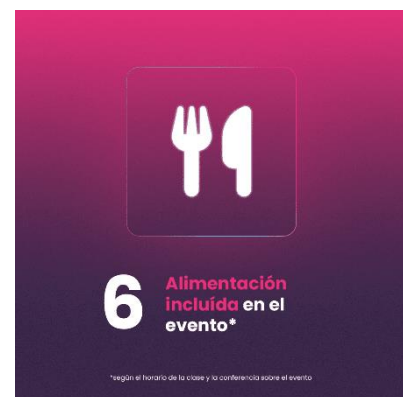 6
Alimentación
incluída en el
evento*
*según el horario de la clase y la conferencia sobre el evento